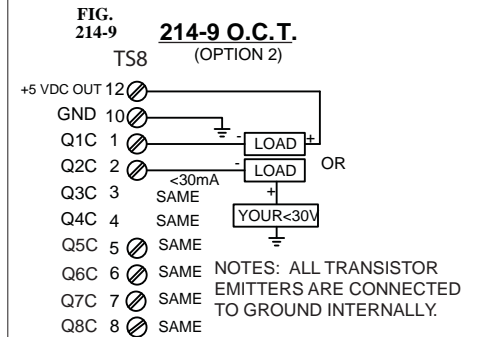 FIG.
214-9
214-9 O.C.T.
(OPTION 2)
TS8
+5 VDC OUT 12
GND 10
Q1C 1 - LOAD +
Q2C 2 - LOAD OR
<30mA
+
Q3C 3 SAME
Q4C 4 SAME YOUR<30V
Q5C 5 SAME
Q6C 6 SAME
Q7C 7 SAME
Q8C 8 SAME
NOTES: ALL TRANSISTOR
EMITTERS ARE CONNECTED
TO GROUND INTERNALLY.